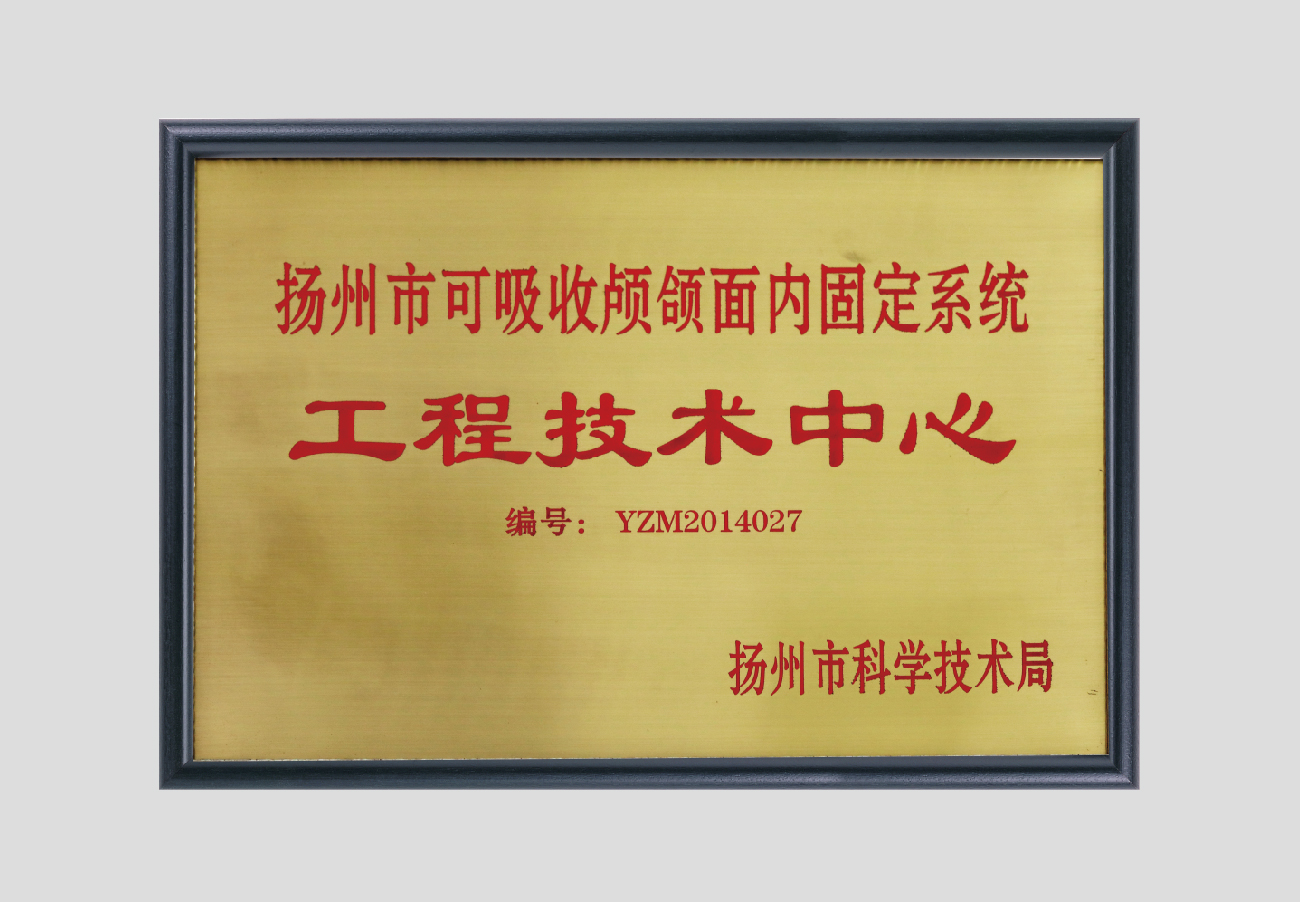 扬州市可吸收颅颌面内固定系统
工程技术中心
编号： YZM2014027
扬州市科学技术局